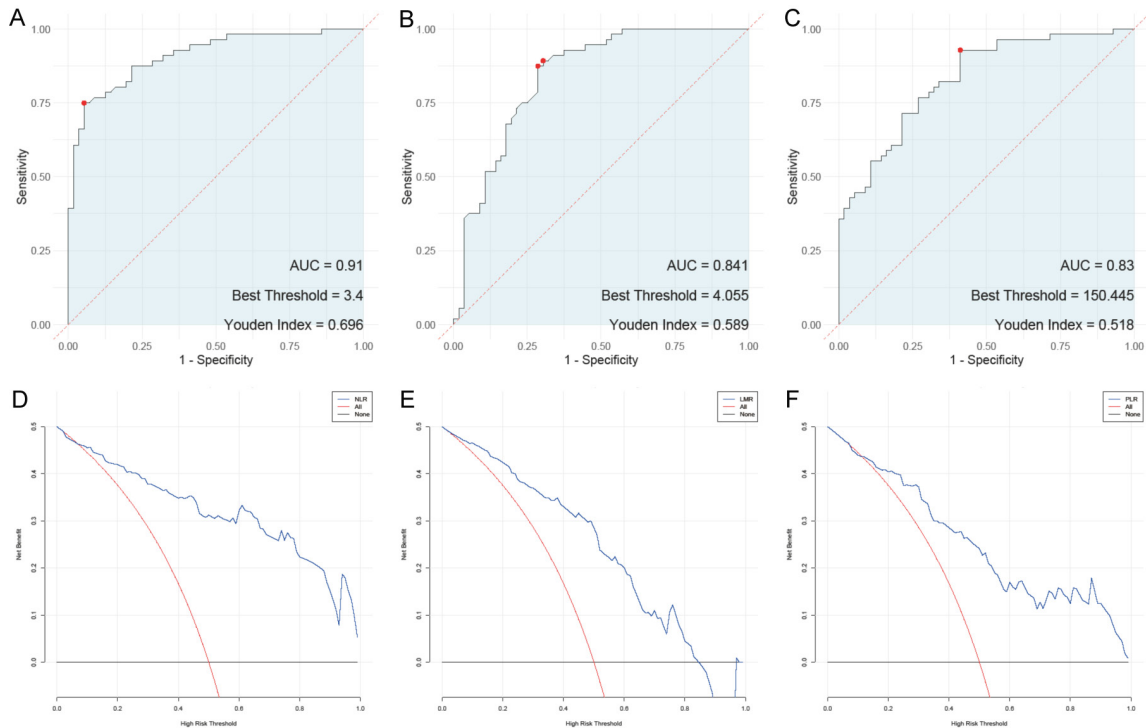 A
1.00
0.75
0.50
0.25
0.00
Sensitivity
AUC = 0.91
Best Threshold = 3.4
Youden Index = 0.696
0.00 0.25 0.50 0.75 1.00
1 - Specificity
B
1.00
0.75
0.50
0.25
0.00
Sensitivity
AUC = 0.841
Best Threshold = 4.055
Youden Index = 0.589
0.00 0.25 0.50 0.75 1.00
1 - Specificity
C
1.00
0.75
0.50
0.25
0.00
Sensitivity
AUC = 0.83
Best Threshold = 150.445
Youden Index = 0.518
0.00 0.25 0.50 0.75 1.00
1 - Specificity
D
NLR
All
None
0.5
0.4
0.3
0.2
0.1
0.0
Net Benefit
0.0 0.2 0.4 0.6 0.8 1.0
High Risk Threshold
E
LMR
All
None
0.5
0.4
0.3
0.2
0.1
0.0
Net Benefit
0.0 0.2 0.4 0.6 0.8 1.0
High Risk Threshold
F
PLR
All
None
0.5
0.4
0.3
0.2
0.1
0.0
Net Benefit
0.0 0.2 0.4 0.6 0.8 1.0
High Risk Threshold